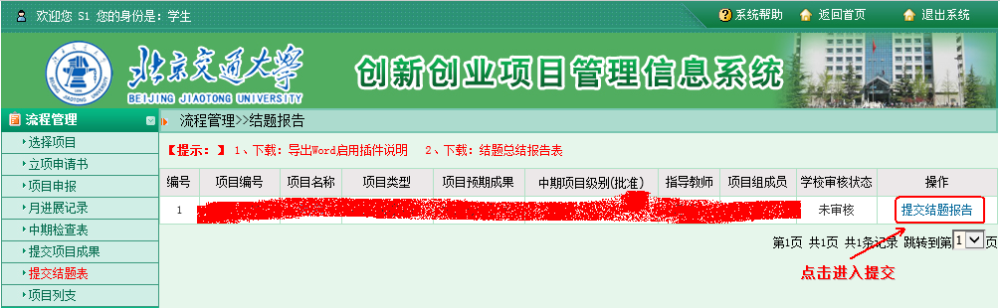 欢迎您 S1 您的身份是：学生
系统帮助 返回首页 退出系统
北京交通大学
BEIJING JIAOTONG UNIVERSITY
创新创业项目管理信息系统
流程管理
选择项目
立项申请书
项目申报
月进展记录
中期检查表
提交项目成果
提交结题表
项目列支
流程管理>>结题报告
【提示：】 1、下载：导出Word启用插件说明 2、下载：结题总结报告表
编号 项目编号 项目名称 项目类型 项目预期成果 中期项目级别(批准) 指导教师 项目组成员 学校审核状态 操作
1 未审核 提交结题报告
第1页 共1页 共1条记录 跳转到第 1 页
点击进入提交